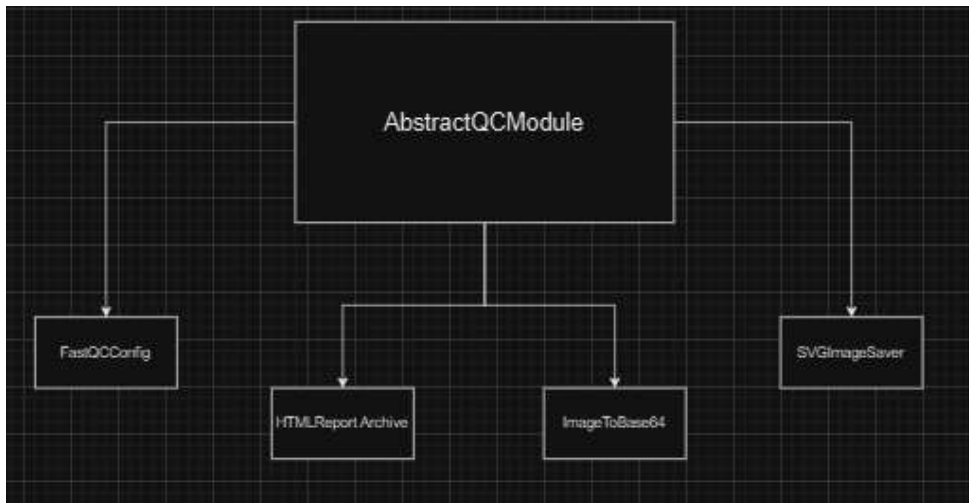 AbstractQCModule
FastQCConfig
SVGImageSaver
HTMLReport Archive
ImageToBase64